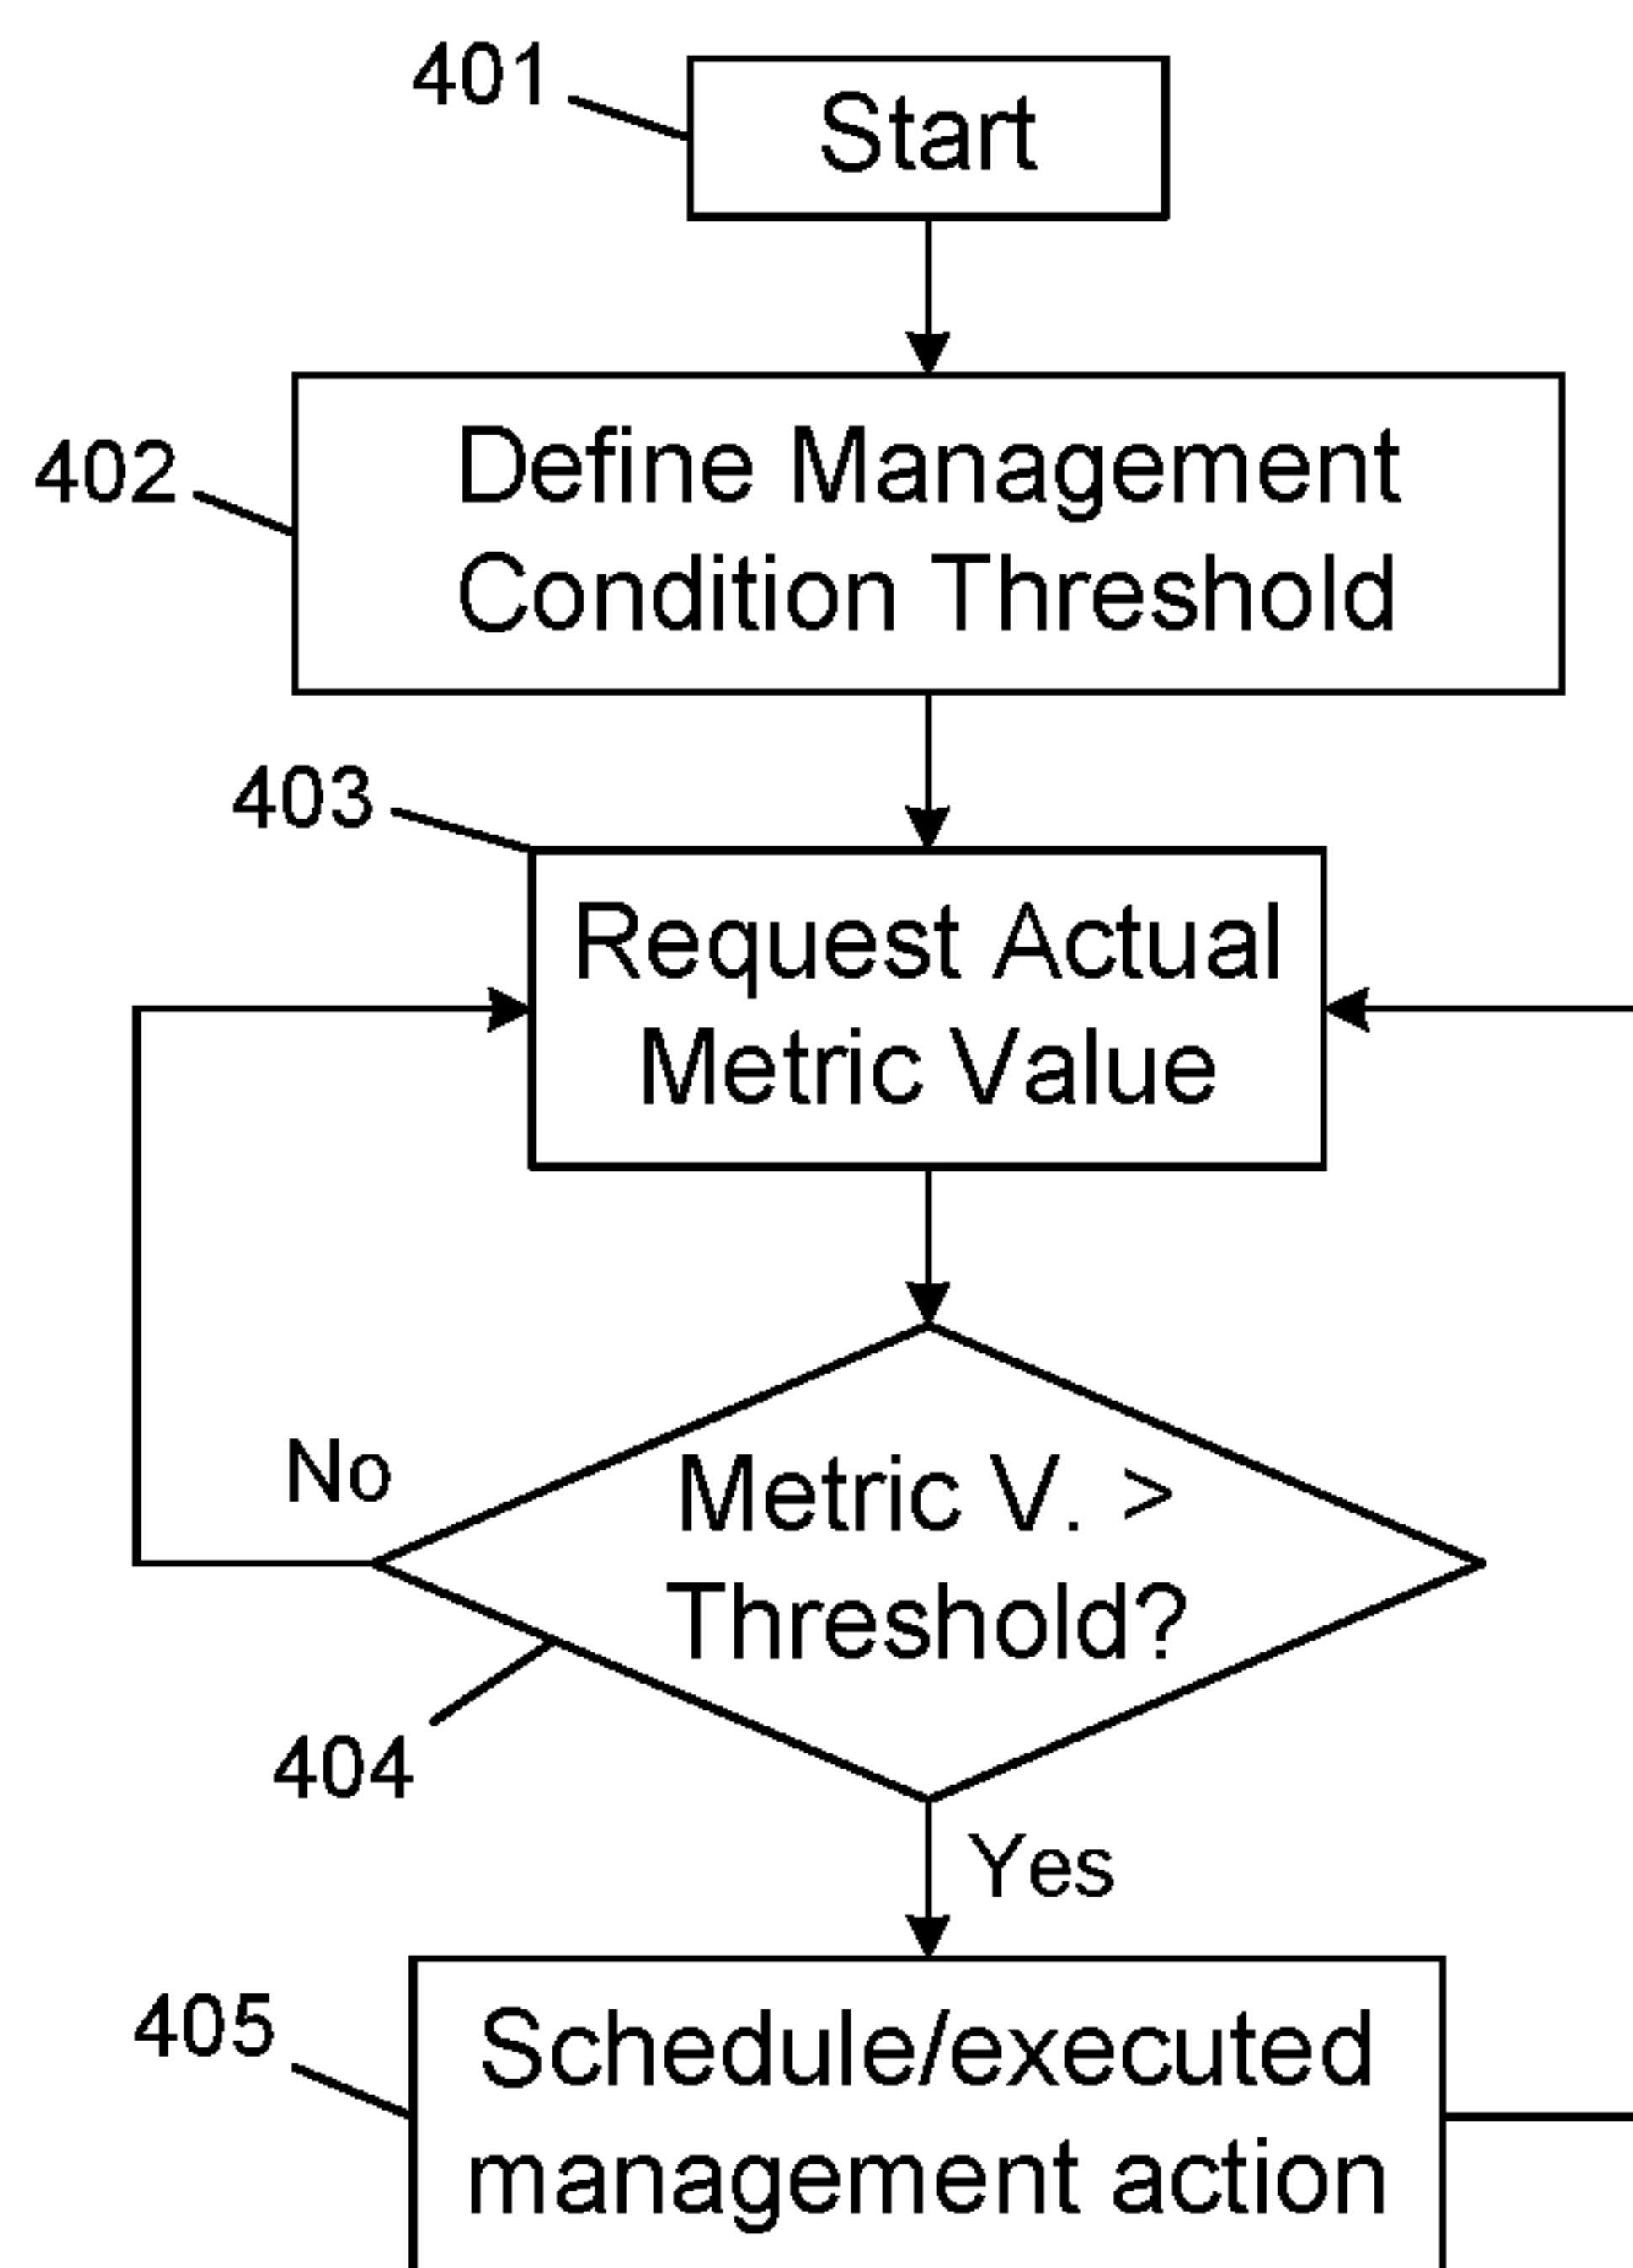 401
Start
402
Define Management
Condition Threshold
403
Request Actual
Metric Value
No
Metric V. >
Threshold?
404
Yes
405
Schedule/executed
management action